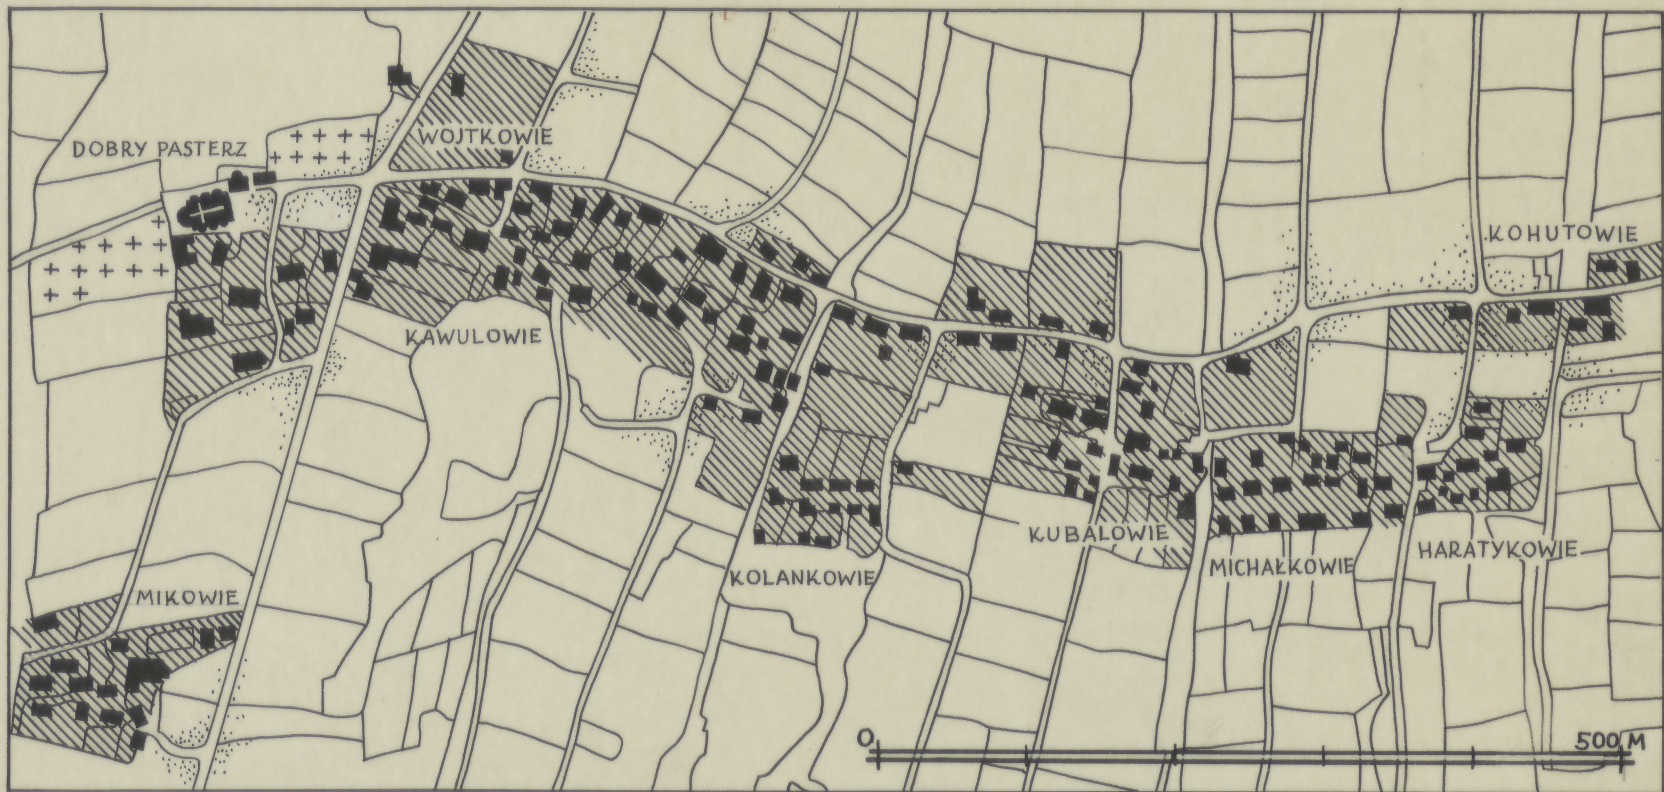 WOJTKOWIE
DOBRY PASTERZ
KOHUTOWIE
KAWULOWIE
KUBALOWIE
HARATYKOWIE
MICHAŁKOWIE
KOLANKOWIE
MIKOWIE
0 500 M